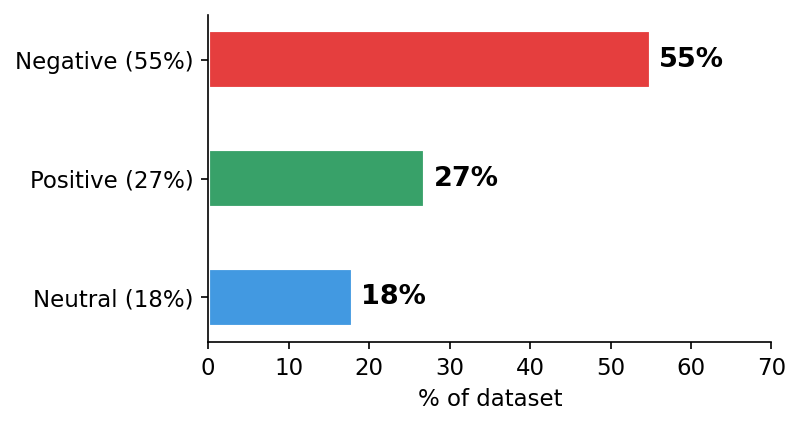 Negative (55%) 55%
Positive (27%) 27%
Neutral (18%) 18%
0 10 20 30 40 50 60 70
% of dataset